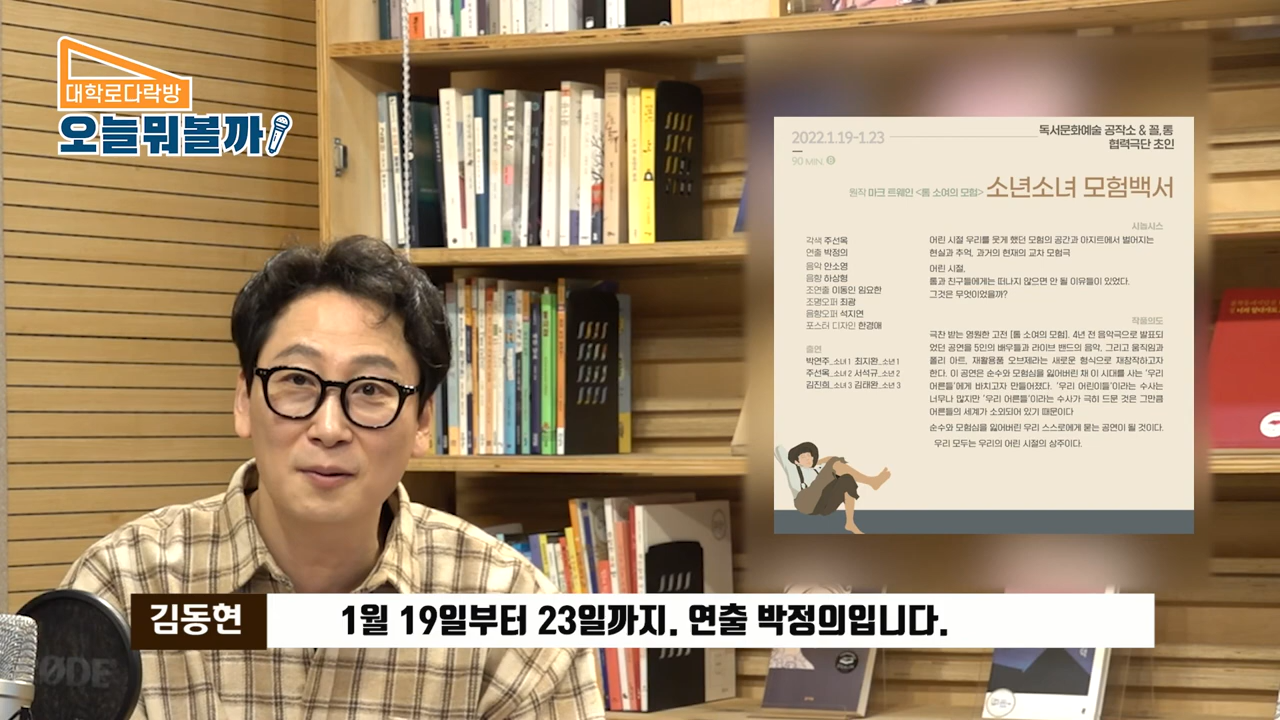 대학로다락방
오늘뭐볼까
2022.1.19-1.23
90 MIN.
독서문화예술 공작소 & 꼴,통
협력극단 초인
원작 마크 트웨인 <톰 소여의 모험> 소년소녀 모험백서
각색 주선옥
연출 박정의
음악 안소영
음향 하상형
조연출 이동인 임요한
조명오퍼 최광
음향오퍼 석지연
포스터 디자인 한경애
출연
박연주_소녀 1 최지환_소년 1
주선옥_소녀 2 서석규_소년 2
김진희_소녀 3 김태완_소년 3
시놉시스
어린 시절 우리를 웃게 했던 모험의 공간과 아지트에서 벌어지는
현실과 추억, 과거의 현재의 교차 모험극
어린 시절,
톰과 친구들에게는 떠나지 않으면 안 될 이유들이 있었다.
그것은 무엇이었을까?
작품의도
극찬 받는 영원한 고전 [톰 소여의 모험]. 4년 전 음악극으로 발표되
었던 공연을 5인의 배우들과 라이브 밴드의 음악, 그리고 움직임과
폴리 아트, 재활용품 오브제라는 새로운 형식으로 재창작하고자
한다. 이 공연은 순수와 모험심을 잃어버린 채 이 시대를 사는 '우리
어른들'에게 바치고자 만들어졌다. '우리 어린이들'이라는 수사는
너무나 많지만 '우리 어른들'이라는 수사가 극히 드문 것은 그만큼
어른들의 세계가 소외되어 있기 때문이다
순수와 모험심을 잃어버린 우리 스스로에게 묻는 공연이 될 것이다.
우리 모두는 우리의 어린 시절의 상주이다.
김동현
1월 19일부터 23일까지. 연출 박정의입니다.
ØDE